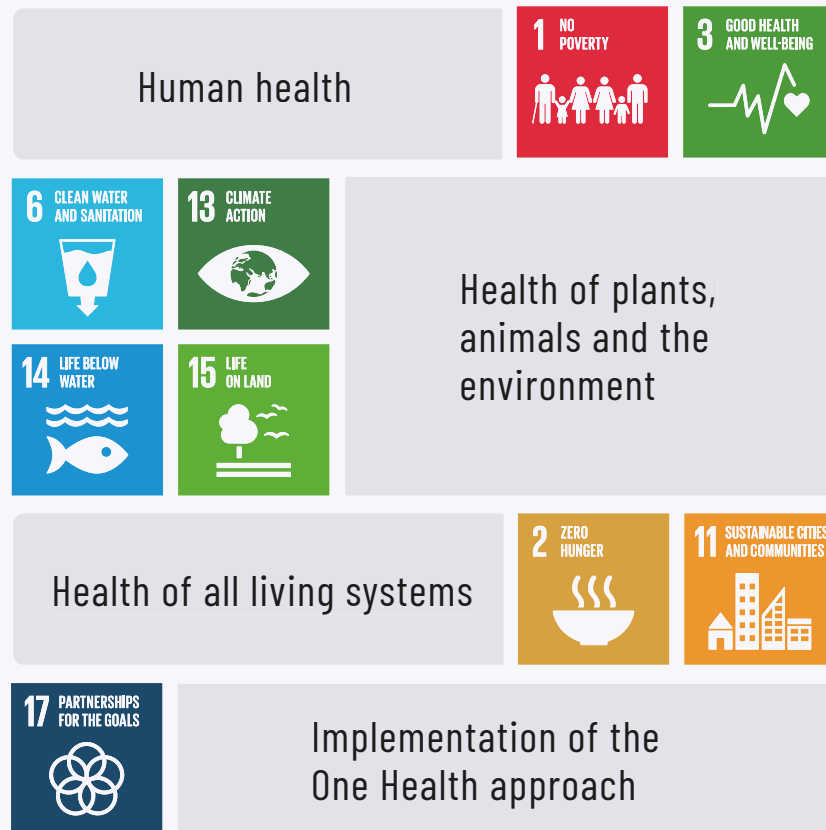 Human health
1 NO
POVERTY
3 GOOD HEALTH
AND WELL-BEING
6 CLEAN WATER
AND SANITATION
13 CLIMATE
ACTION
14 LIFE BELOW
WATER
15 LIFE
ON LAND
Health of plants,
animals and the
environment
Health of all living systems
2 ZERO
HUNGER
11 SUSTAINABLE CITIES
AND COMMUNITIES
17 PARTNERSHIPS
FOR THE GOALS
Implementation of the
One Health approach